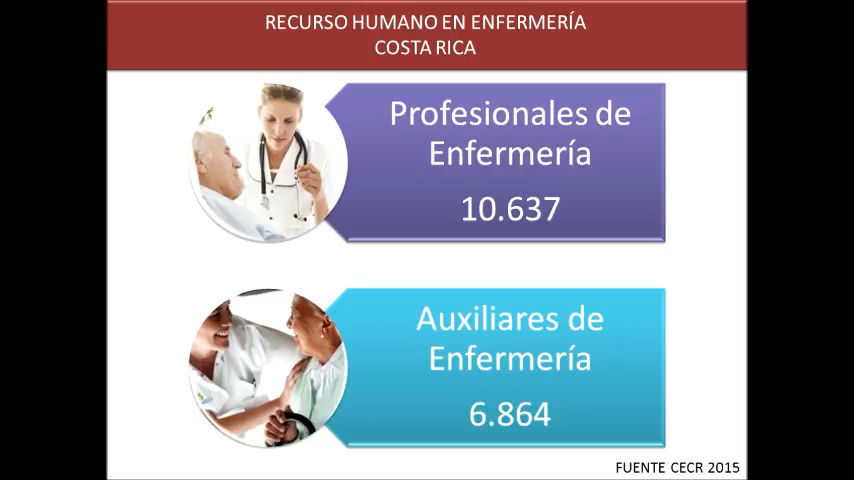 RECURSO HUMANO EN ENFERMERÍA
COSTA RICA
Profesionales de
Enfermería
10.637
Auxiliares de
Enfermería
6.864
FUENTE CECR 2015